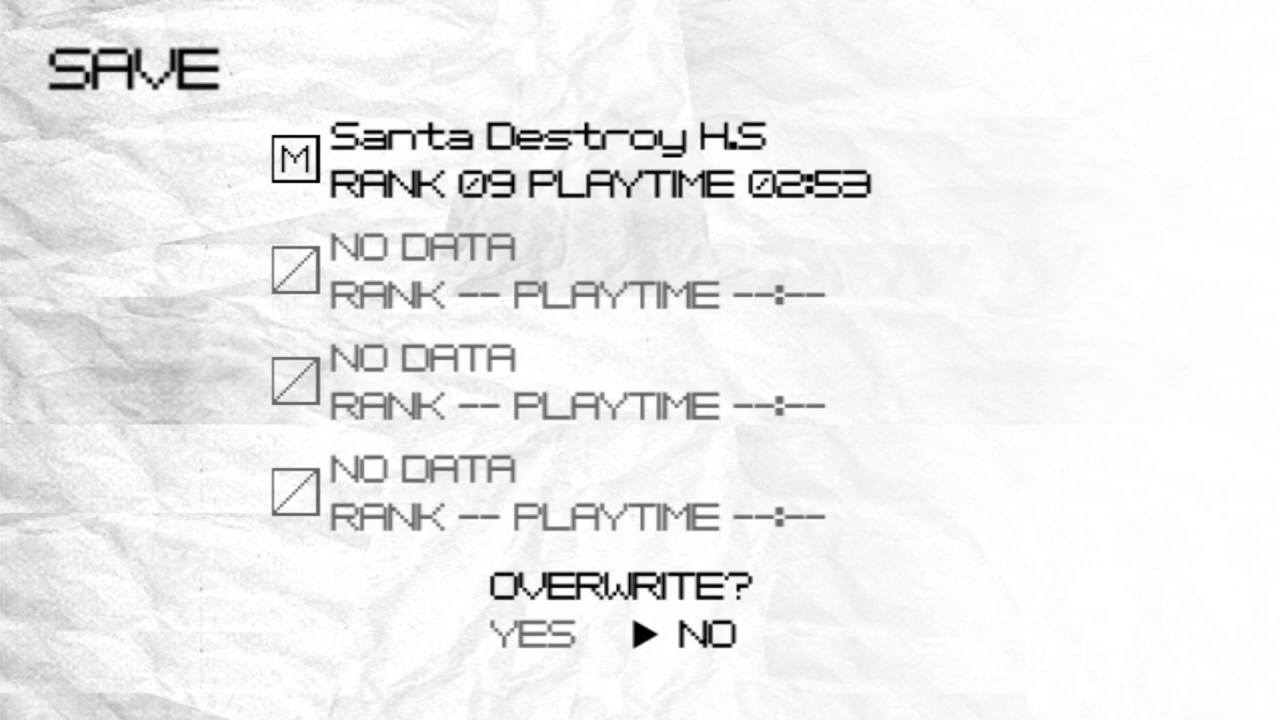 SAVE
M
Santa Destroy H.S
RANK 09 PLAYTIME 02:53
NO DATA
RANK -- PLAYTIME --:--
NO DATA
RANK -- PLAYTIME --:--
NO DATA
RANK -- PLAYTIME --:--
OVERWRITE?
YES ▶ NO